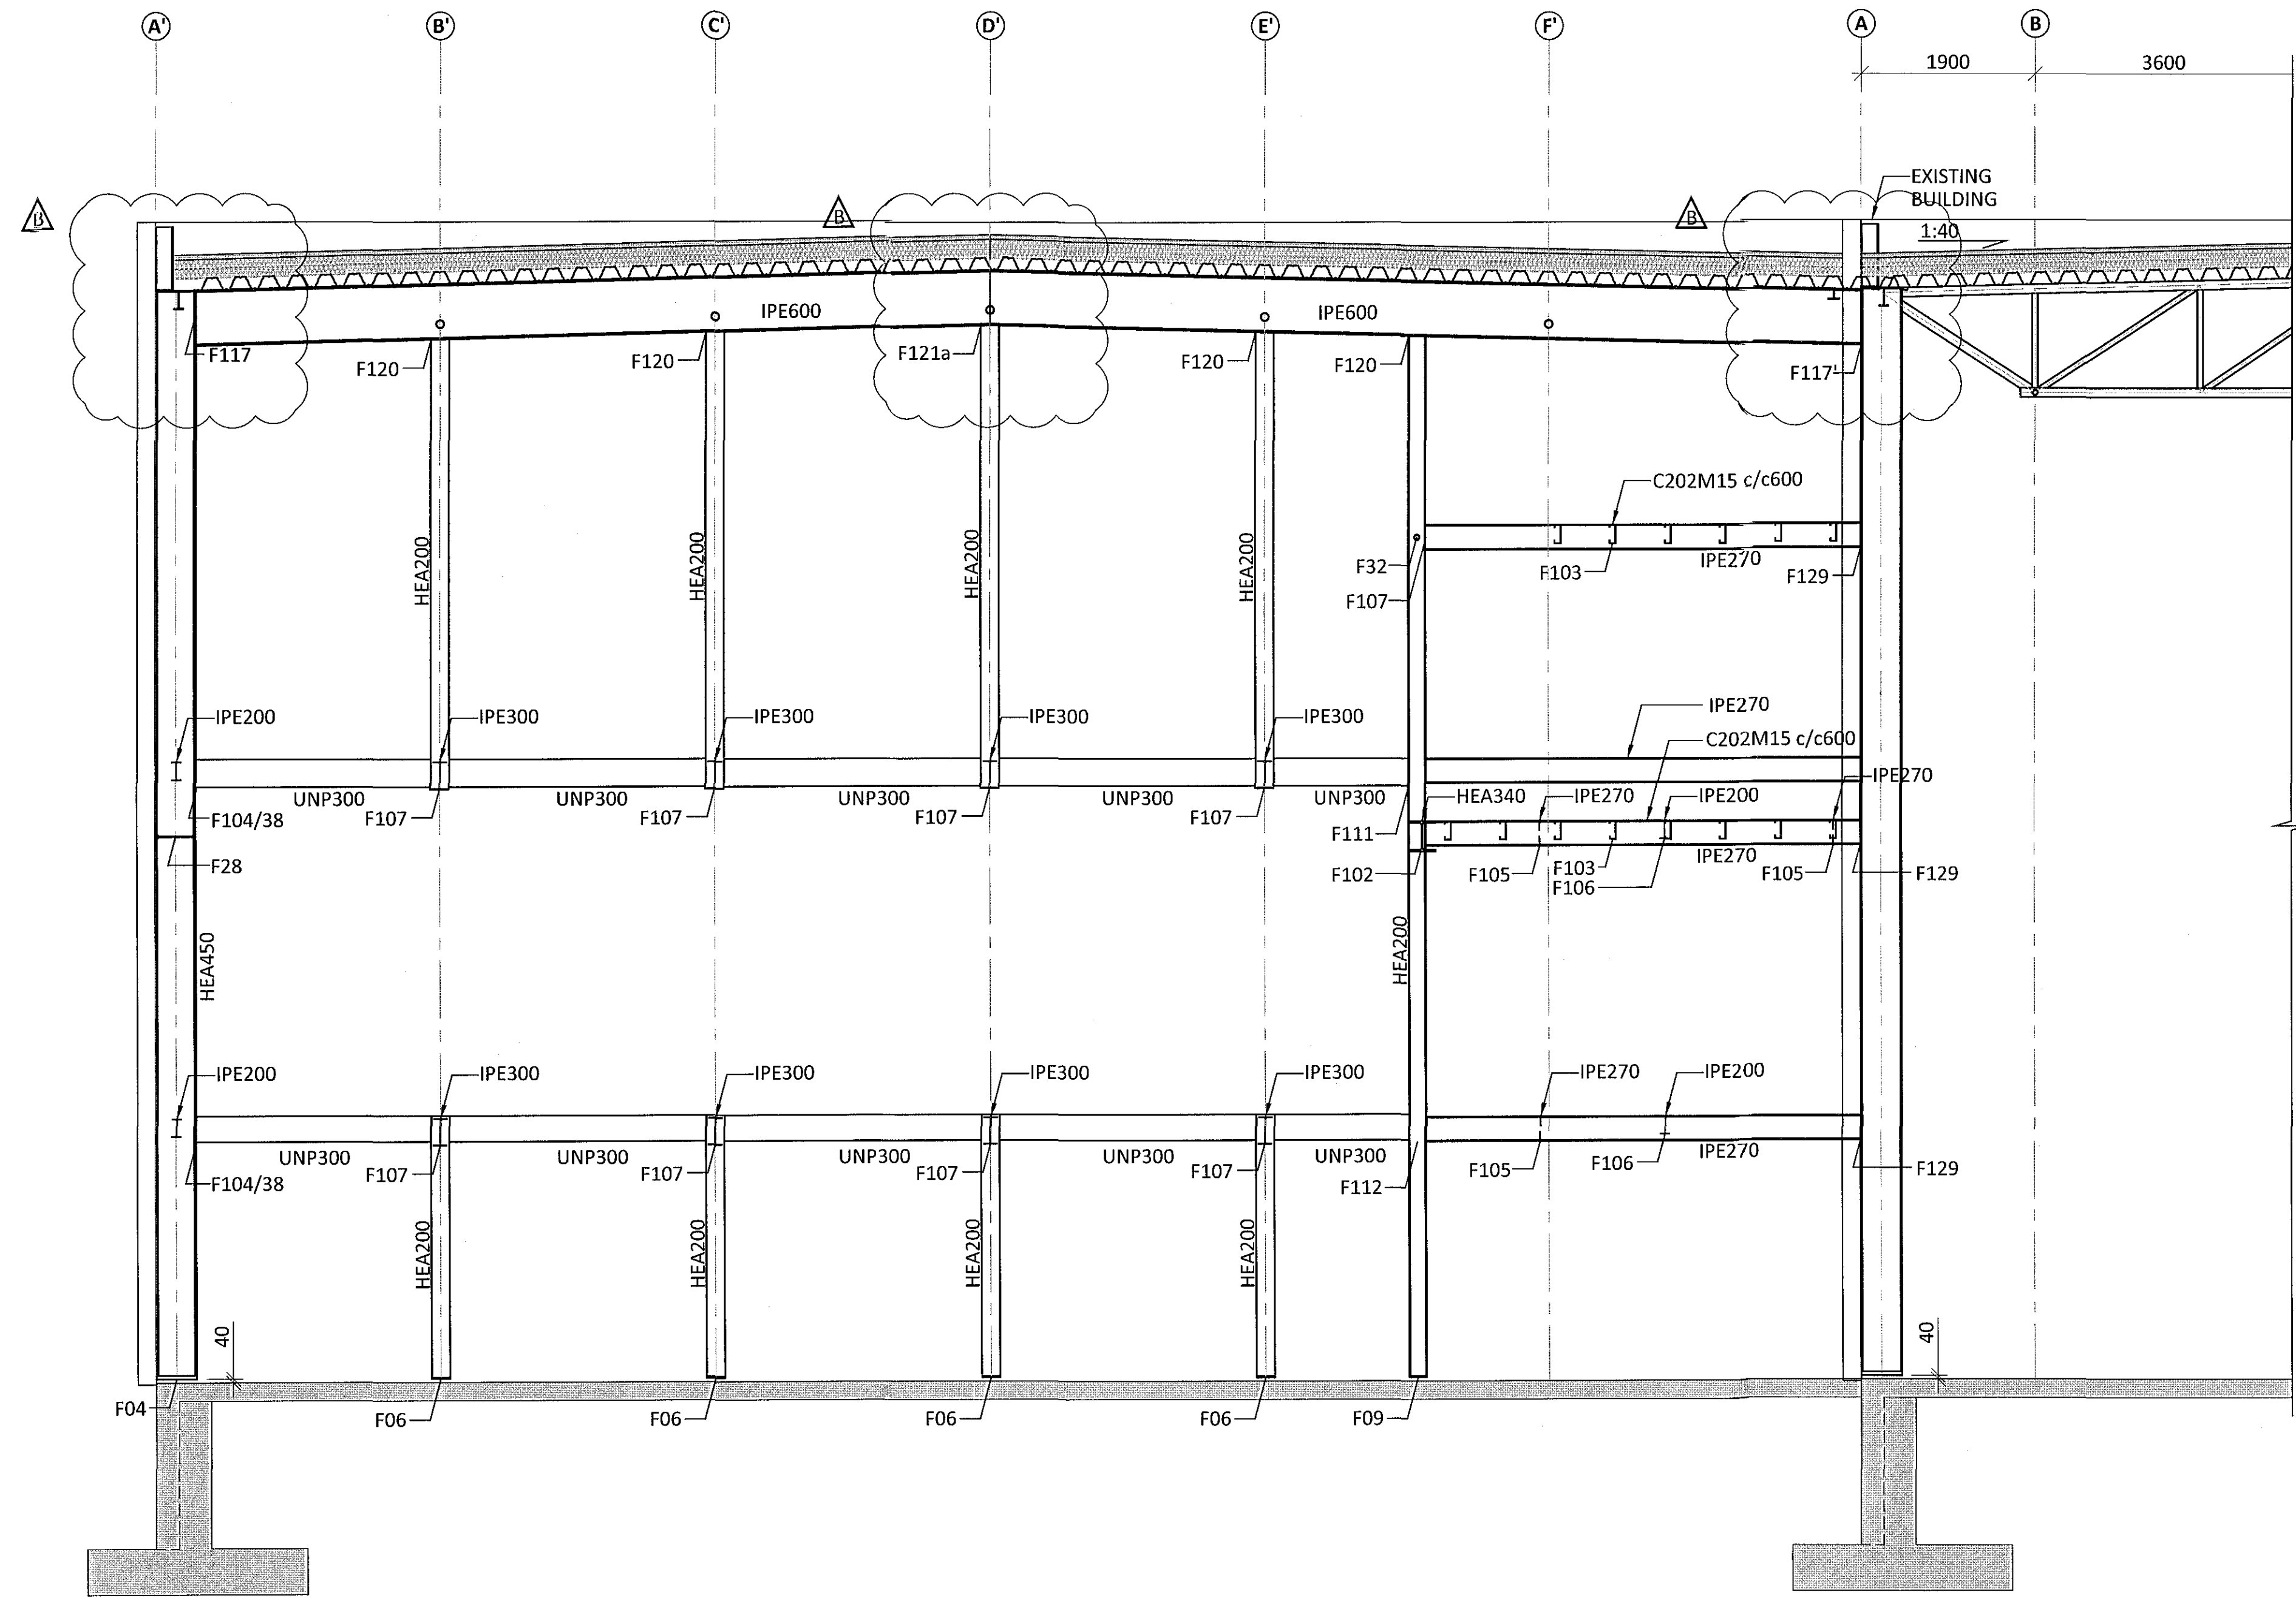 A' B' C' D' E' F' A B
1900 3600
EXISTING
BUILDING
B B B
1:40
IPE600 IPE600
F117 F120 F120 F121a F120 F120 F117'
C202M15 c/c600
HEA200 HEA200 HEA200 HEA200
F32 F103 IPE270 F129
F107
IPE270
IPE200 IPE300 IPE300 IPE300 IPE300
C202M15 c/c600
IPE270
UNP300 UNP300 UNP300 UNP300 UNP300 HEA340 IPE270 IPE200
F104/38 F107 F107 F107 F107 F111
IPE270
F28 F102 F105 F103 F105 F129
F106
HEA450 HEA200
IPE200 IPE300 IPE300 IPE300 IPE300 IPE270 IPE200
UNP300 UNP300 UNP300 UNP300 UNP300 IPE270
F104/38 F107 F107 F107 F107 F112 F105 F106 F129
HEA200 HEA200 HEA200 HEA200
40 40
F04 F06 F06 F06 F06 F09